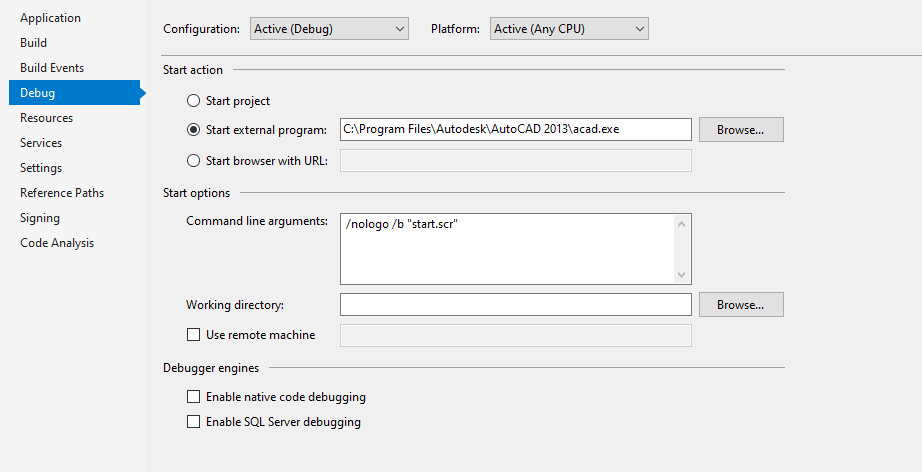 Application
Build
Build Events
Debug
Resources
Services
Settings
Reference Paths
Signing
Code Analysis
Configuration: Active (Debug) Platform: Active (Any CPU)
Start action
Start project
Start external program: C:\Program Files\Autodesk\AutoCAD 2013\acad.exe Browse...
Start browser with URL:
Start options
Command line arguments: /nologo /b "start.scr"
Working directory: Browse...
Use remote machine
Debugger engines
Enable native code debugging
Enable SQL Server debugging